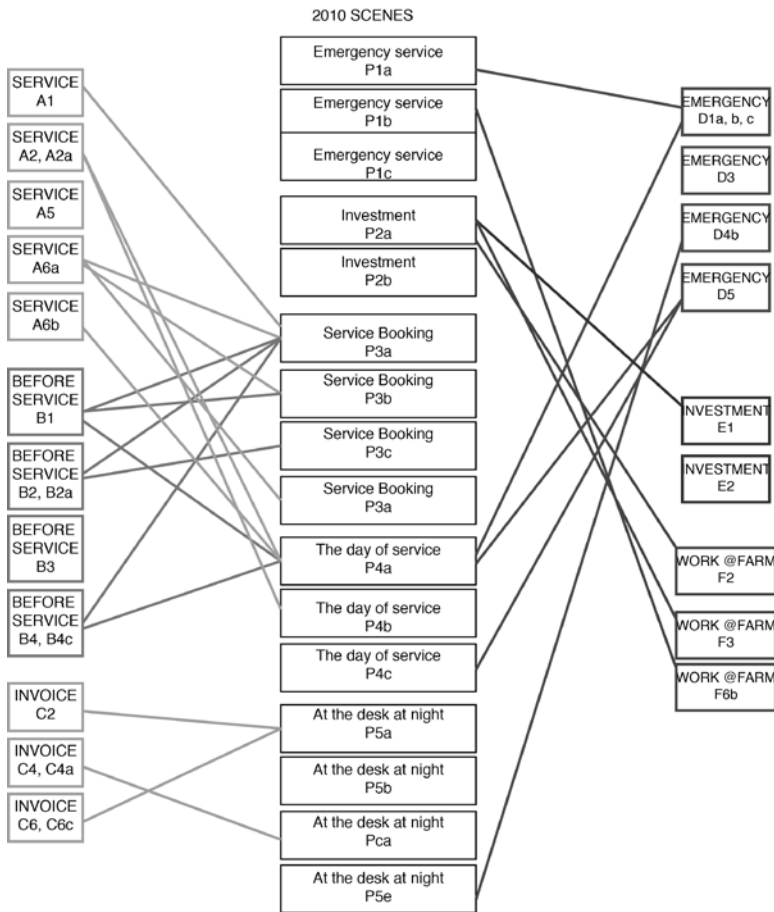 2010 SCENES
SERVICE
A1
SERVICE
A2, A2a
SERVICE
A5
SERVICE
A6a
SERVICE
A6b
BEFORE
SERVICE
B1
BEFORE
SERVICE
B2, B2a
BEFORE
SERVICE
B3
BEFORE
SERVICE
B4, B4c
INVOICE
C2
INVOICE
C4, C4a
INVOICE
C6, C6c
Emergency service
P1a
Emergency service
P1b
Emergency service
P1c
Investment
P2a
Investment
P2b
Service Booking
P3a
Service Booking
P3b
Service Booking
P3c
Service Booking
P3a
The day of service
P4a
The day of service
P4b
The day of service
P4c
At the desk at night
P5a
At the desk at night
P5b
At the desk at night
Pca
At the desk at night
P5e
EMERGENCY
D1a, b, c
EMERGENCY
D3
EMERGENCY
D4b
EMERGENCY
D5
INVESTMENT
E1
INVESTMENT
E2
WORK @FARM
F2
WORK @FARM
F3
WORK @FARM
F6b